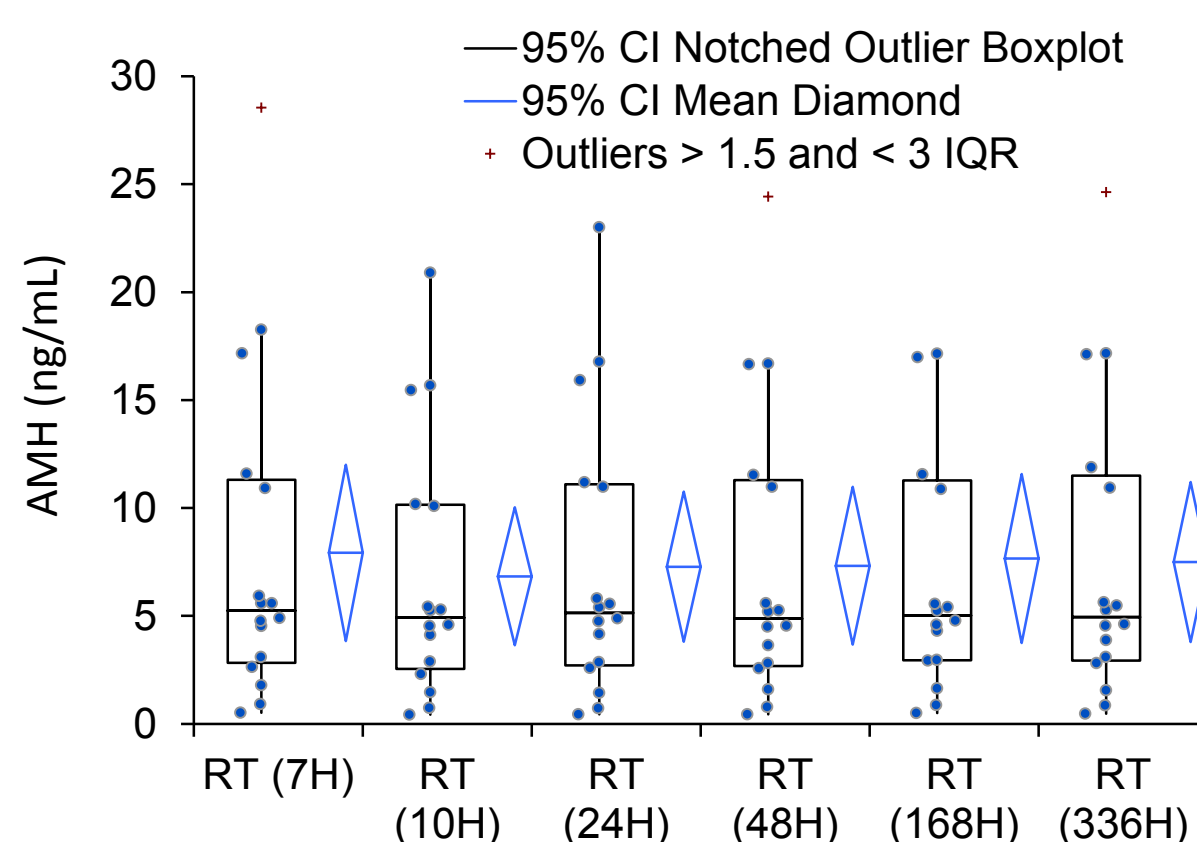 95% CI Notched Outlier Boxplot
95% CI Mean Diamond
Outliers > 1.5 and < 3 IQR
30
25
20
15
10
5
0
AMH (ng/mL)
RT (7H) RT RT RT RT RT
(10H) (24H) (48H) (168H) (336H)